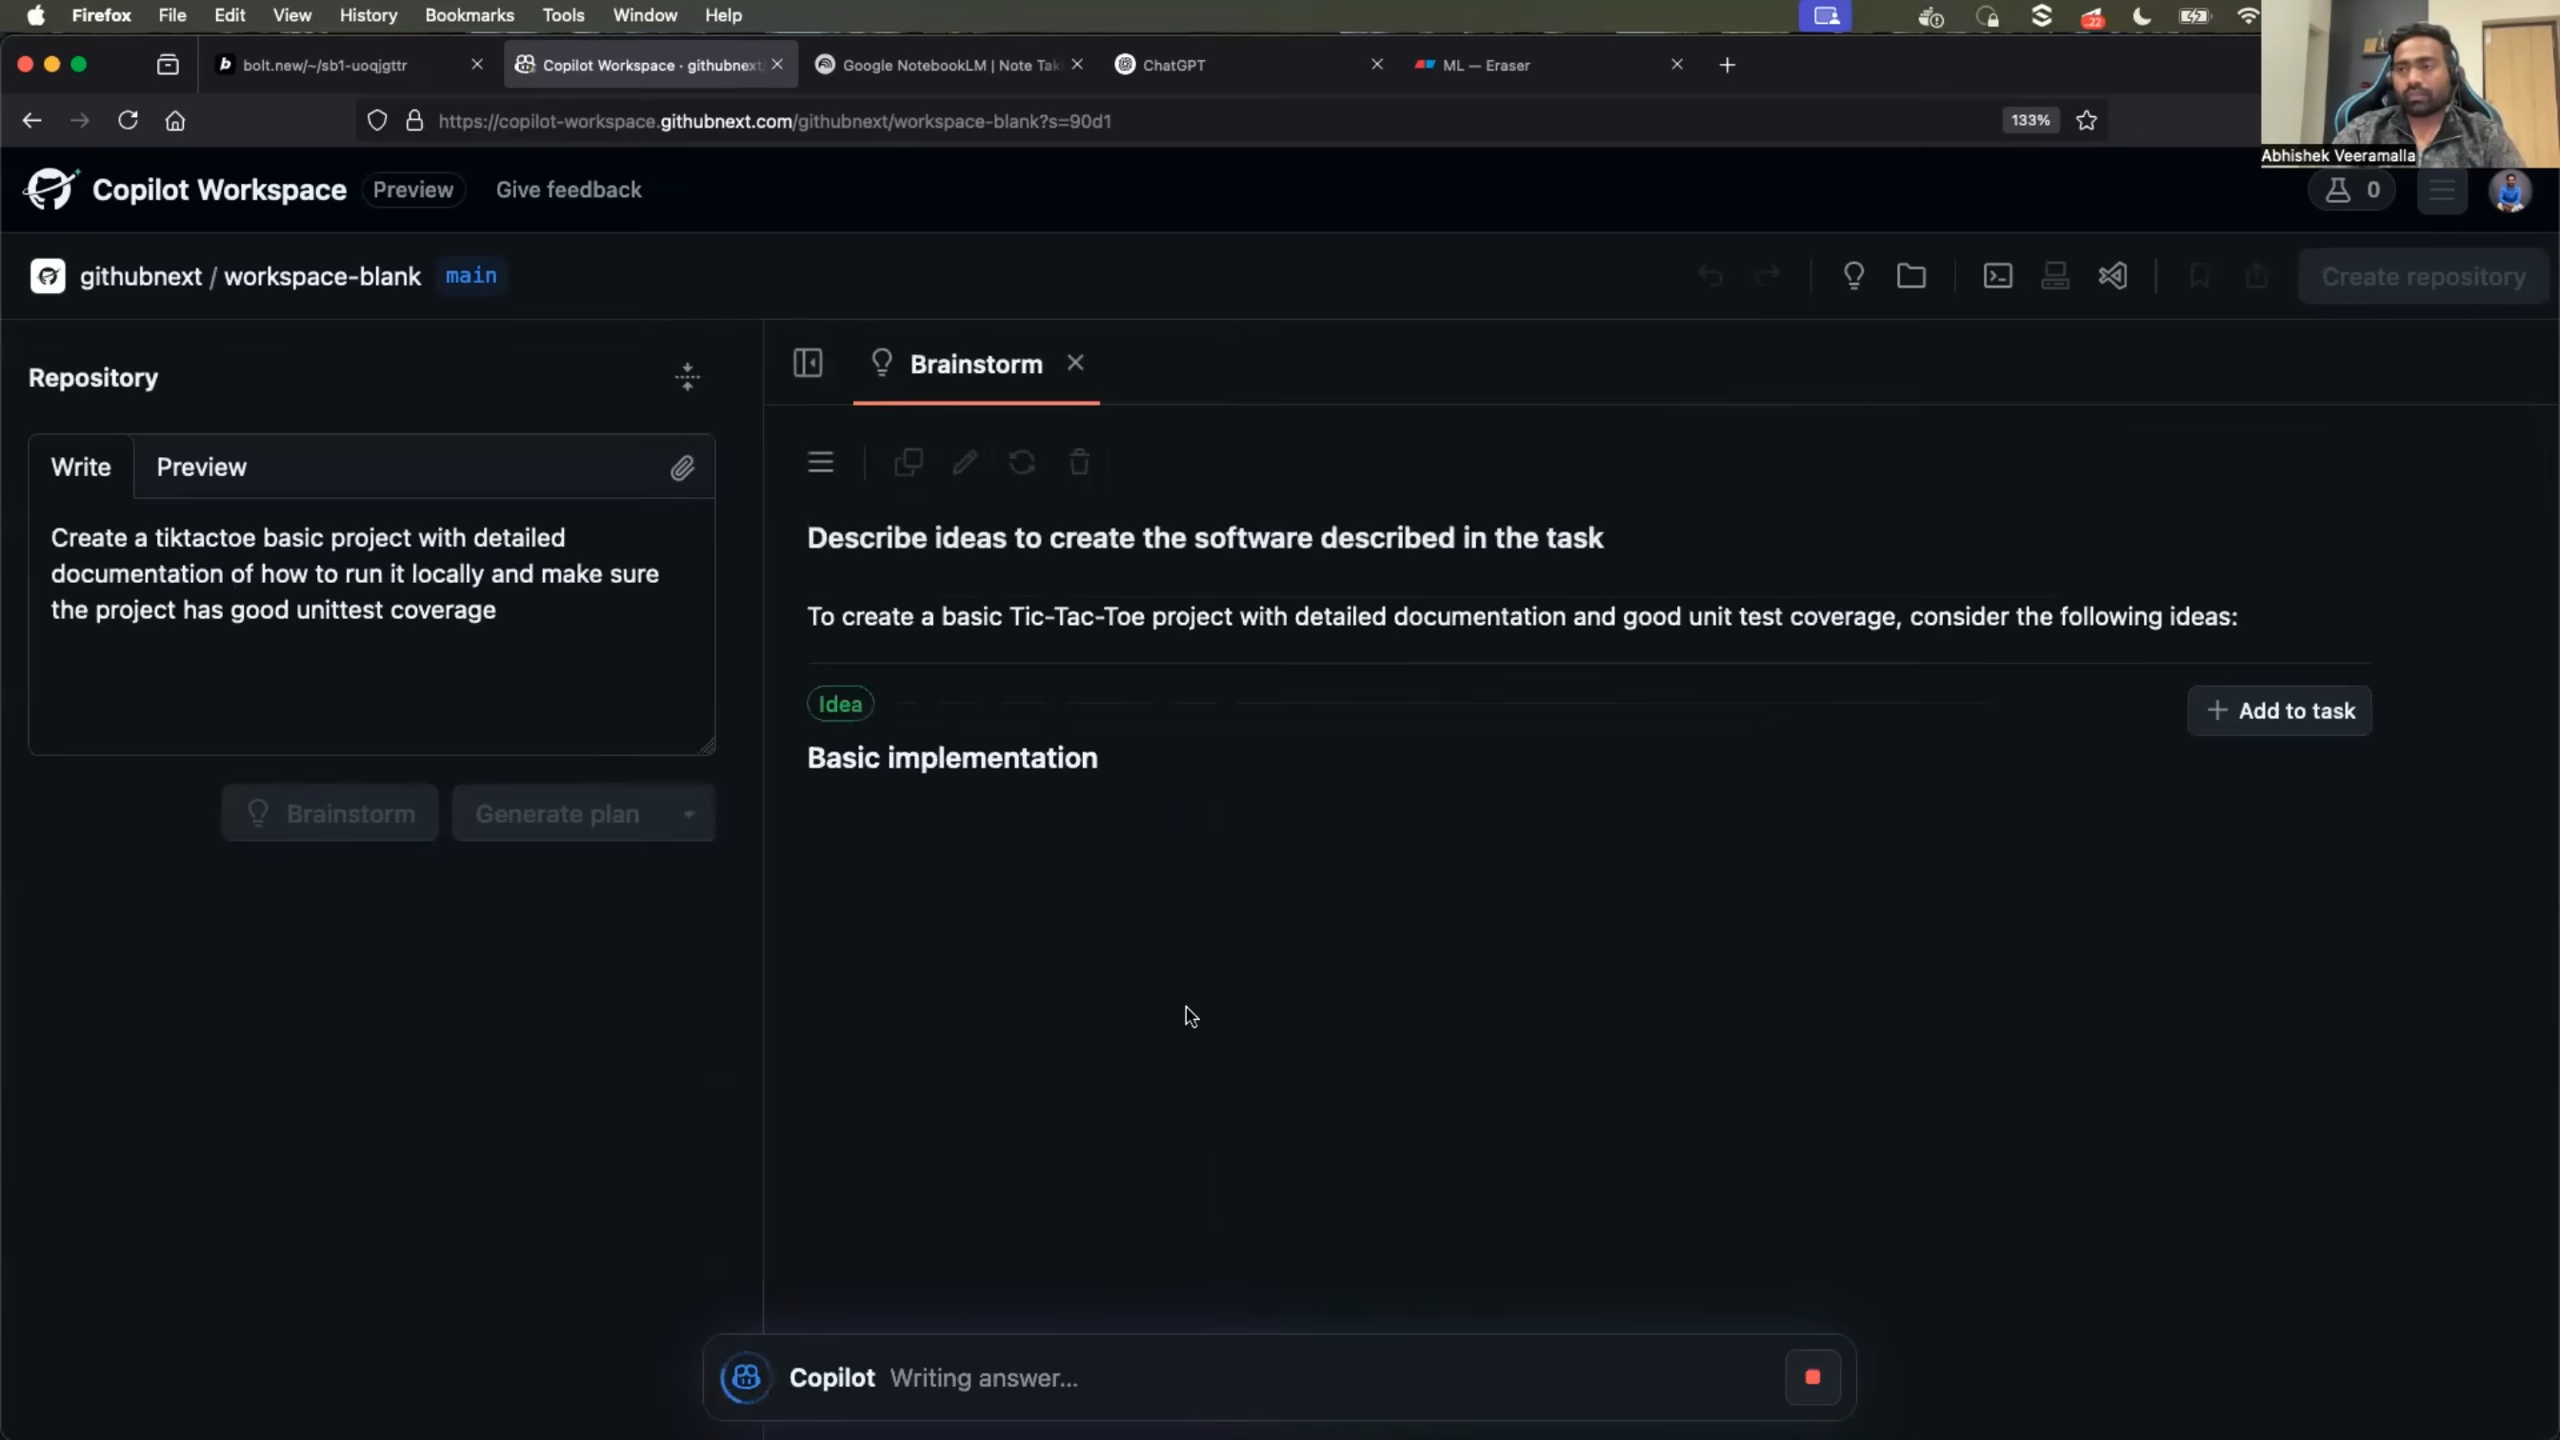 Firefox File Edit View History Bookmarks Tools Window Help
22
bolt.new/~/sb1-uoqjgttr
Copilot Workspace · githubnext
Google NotebookLM | Note Tak
ChatGPT
ML — Eraser
https://copilot-workspace.githubnext.com/githubnext/workspace-blank?s=90d1
133%
Abhishek Veeramalla
Copilot Workspace Preview Give feedback
0
githubnext / workspace-blank main
Create repository
Repository
Brainstorm
Write Preview
Create a tiktactoe basic project with detailed
documentation of how to run it locally and make sure
the project has good unittest coverage
Brainstorm Generate plan
Describe ideas to create the software described in the task
To create a basic Tic-Tac-Toe project with detailed documentation and good unit test coverage, consider the following ideas:
Idea
Add to task
Basic implementation
Copilot Writing answer...